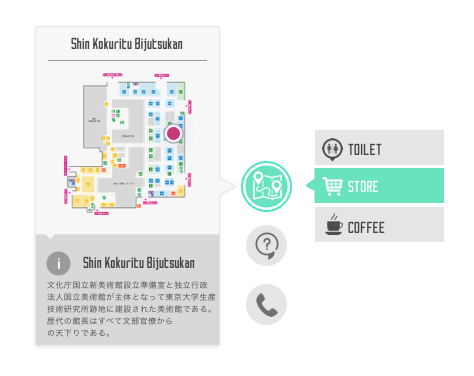 Shin Kokuritu Bijutsukan
Shin Kokuritu Bijutsukan
文化庁国立新美術館設立準備室と独立行政
法人国立美術館が主体となって東京大学生産
技術研究所跡地に建設された美術館である。
歴代の館長はすべて文部官僚から
の天下りである。
TOILET
STORE
COFFEE